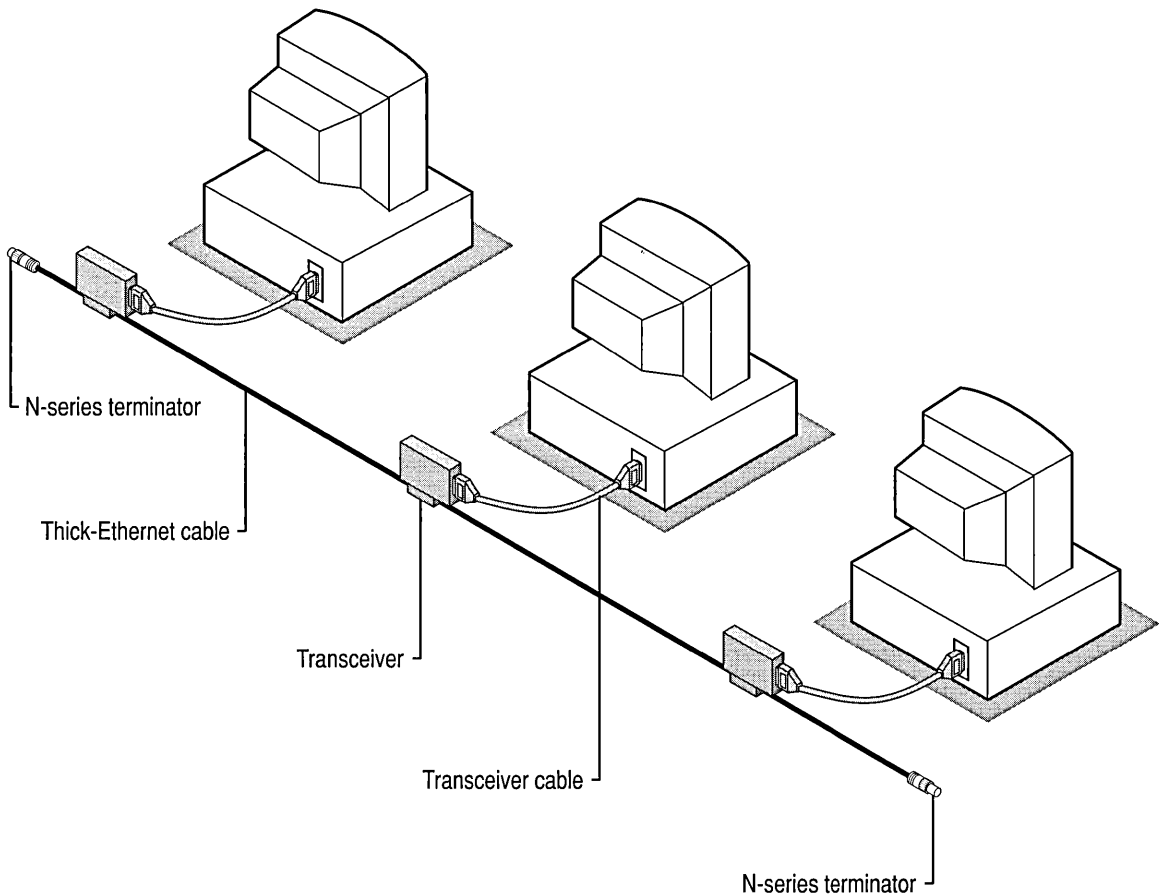 N-series terminator
Thick-Ethernet cable
Transceiver
Transceiver cable
N-series terminator